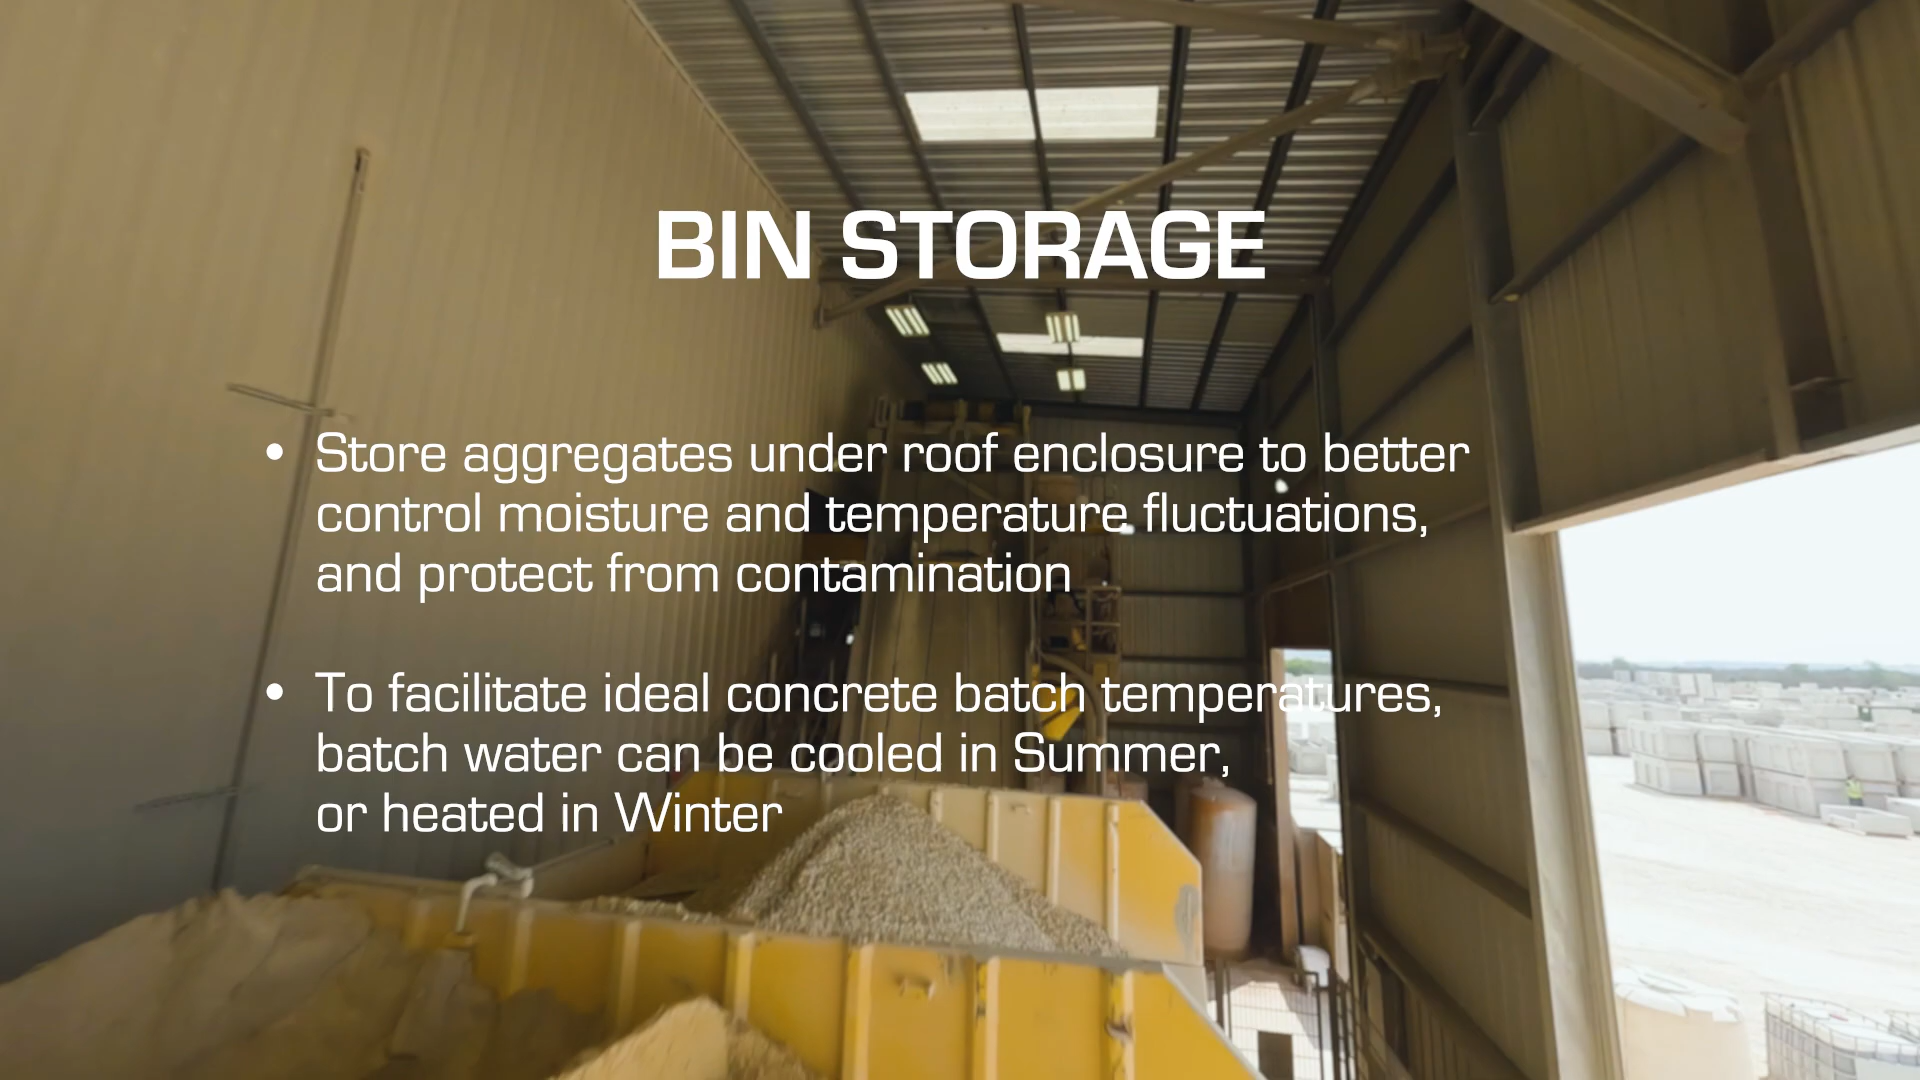 BIN STORAGE
• Store aggregates under roof enclosure to better
control moisture and temperature fluctuations,
and protect from contamination
• To facilitate ideal concrete batch temperatures,
batch water can be cooled in Summer,
or heated in Winter